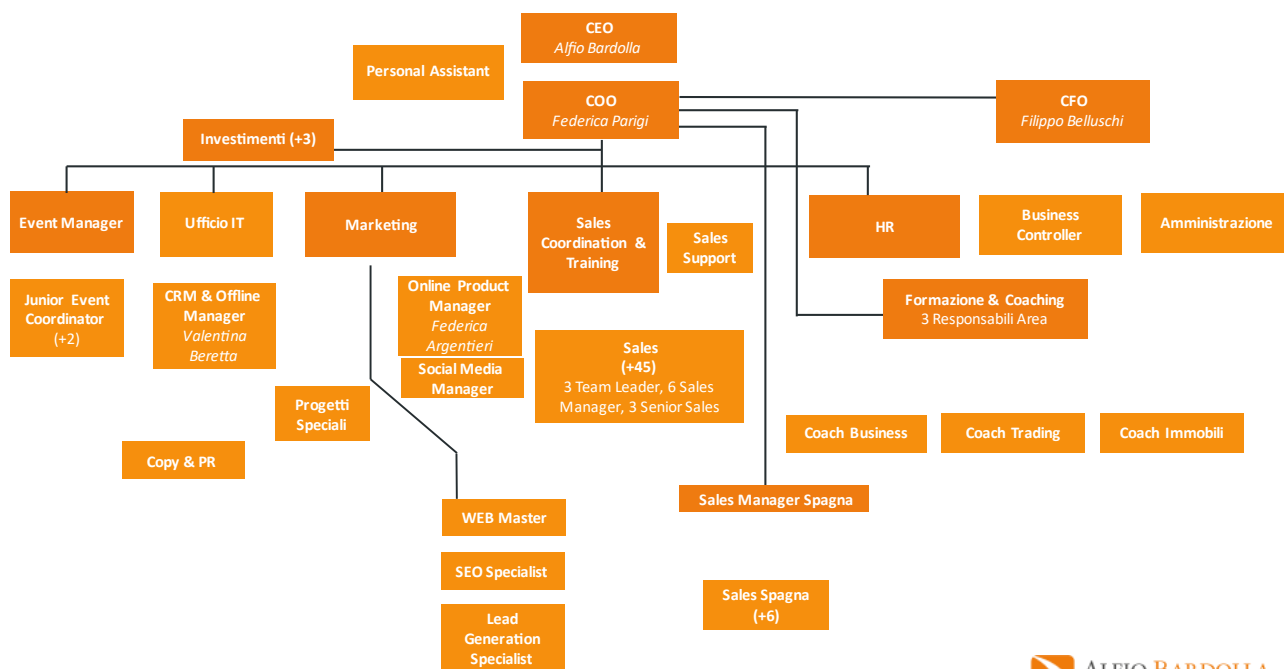 CEO
Alfio Bardolla
Personal Assistant
COO
Federica Parigi
CFO
Filippo Belluschi
Investimenti (+3)
Event Manager
Ufficio IT
Marketing
Sales
Coordination &
Training
Sales
Support
HR
Business
Controller
Amministrazione
Junior Event
Coordinator
(+2)
CRM & Offline
Manager
Valentina
Beretta
Online Product
Manager
Federica
Argentieri
Social Media
Manager
Sales
(+45)
3 Team Leader, 6 Sales
Manager, 3 Senior Sales
Formazione & Coaching
3 Responsabili Area
Progetti
Speciali
Copy & PR
Coach Business
Coach Trading
Coach Immobili
Sales Manager Spagna
WEB Master
SEO Specialist
Lead
Generation
Specialist
Sales Spagna
(+6)
ALFIO BARDOLLA